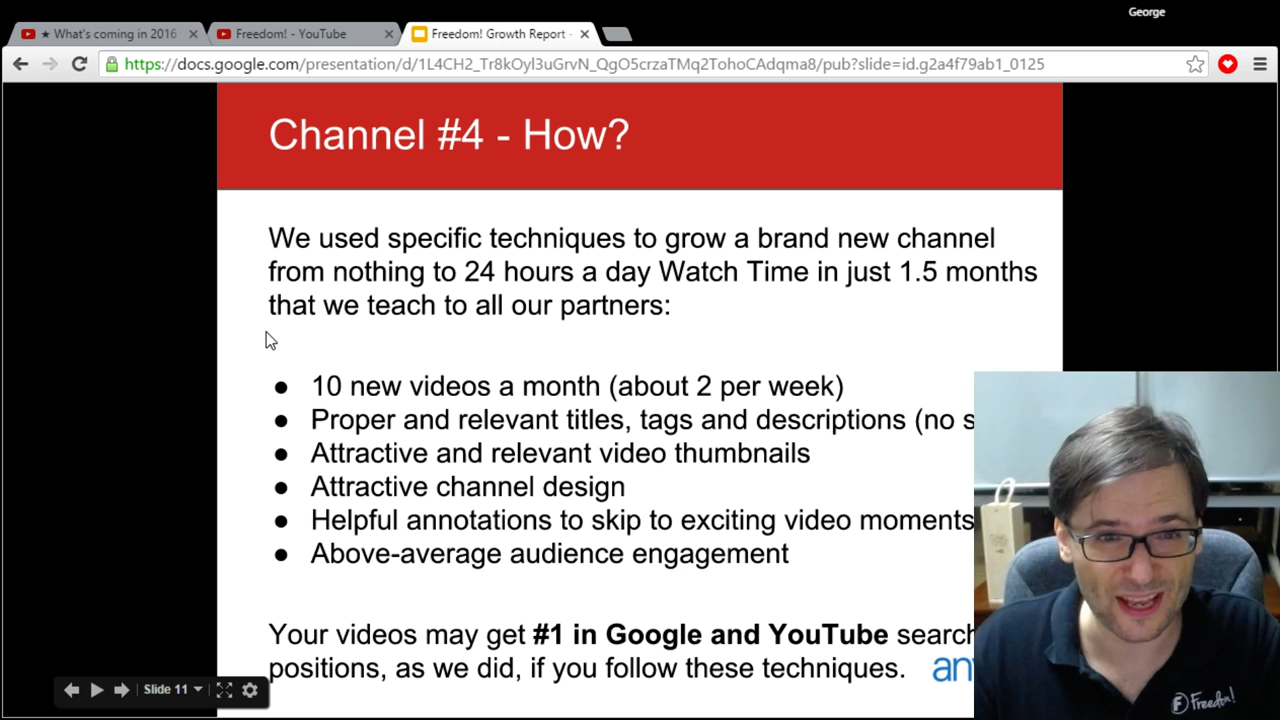 George
★ What's coming in 2016
Freedom! - YouTube
Freedom! Growth Report -
https://docs.google.com/presentation/d/1L4CH2_Tr8kOyl3uGrvN_QgO5crzaTMq2TohoCAdqma8/pub?slide=id.g2a4f79ab1_0125
Channel #4 - How?
We used specific techniques to grow a brand new channel
from nothing to 24 hours a day Watch Time in just 1.5 months
that we teach to all our partners:
● 10 new videos a month (about 2 per week)
● Proper and relevant titles, tags and descriptions (no s
● Attractive and relevant video thumbnails
● Attractive channel design
● Helpful annotations to skip to exciting video moments
● Above-average audience engagement
Your videos may get #1 in Google and YouTube search
positions, as we did, if you follow these techniques.
any
Slide 11
Freedom!